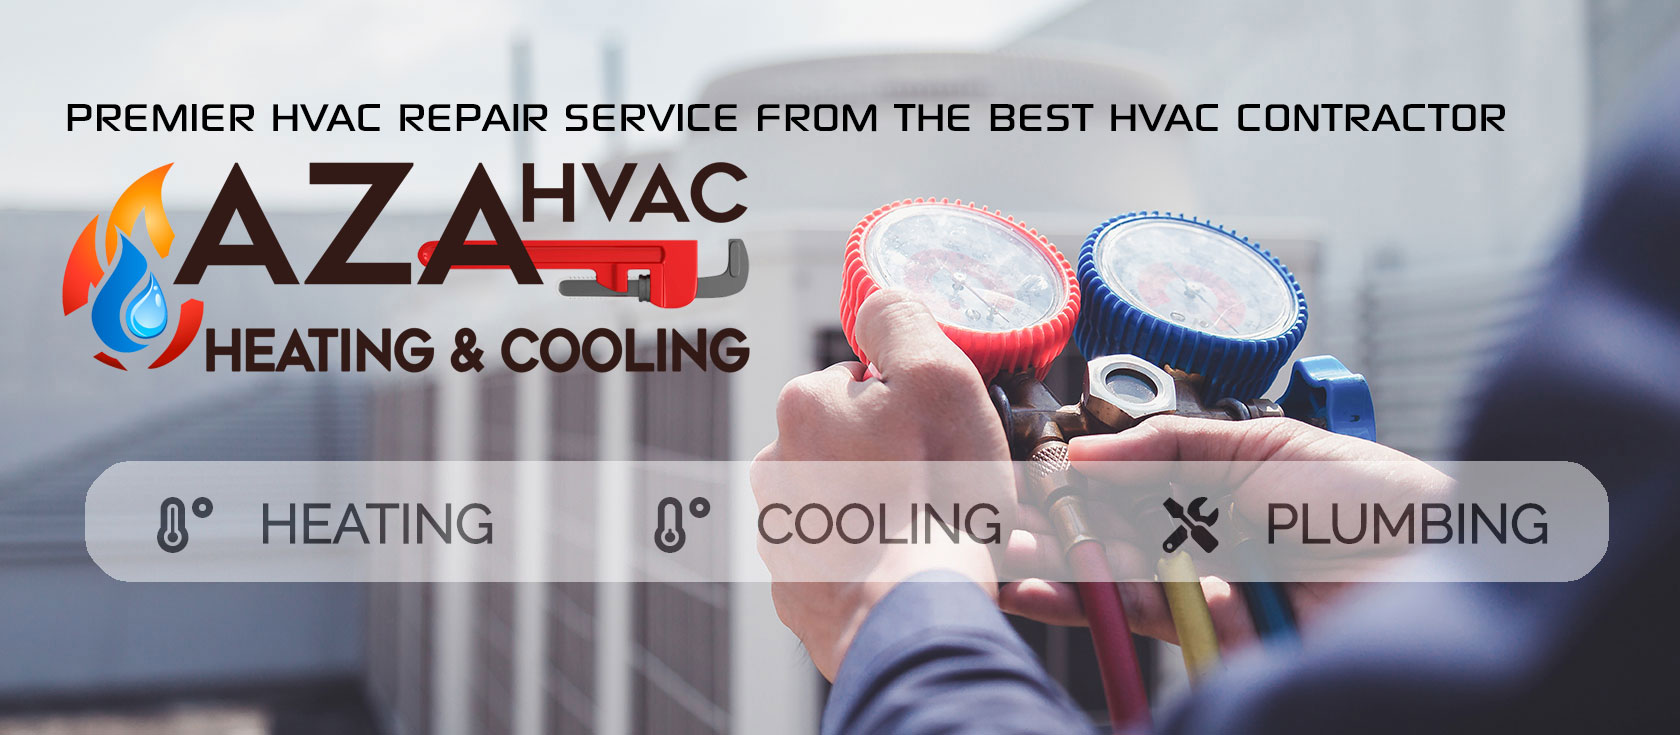 PREMIER HVAC REPAIR SERVICE FROM THE BEST HVAC CONTRACTOR
AZA HVAC
HEATING & COOLING
HEATING COOLING PLUMBING